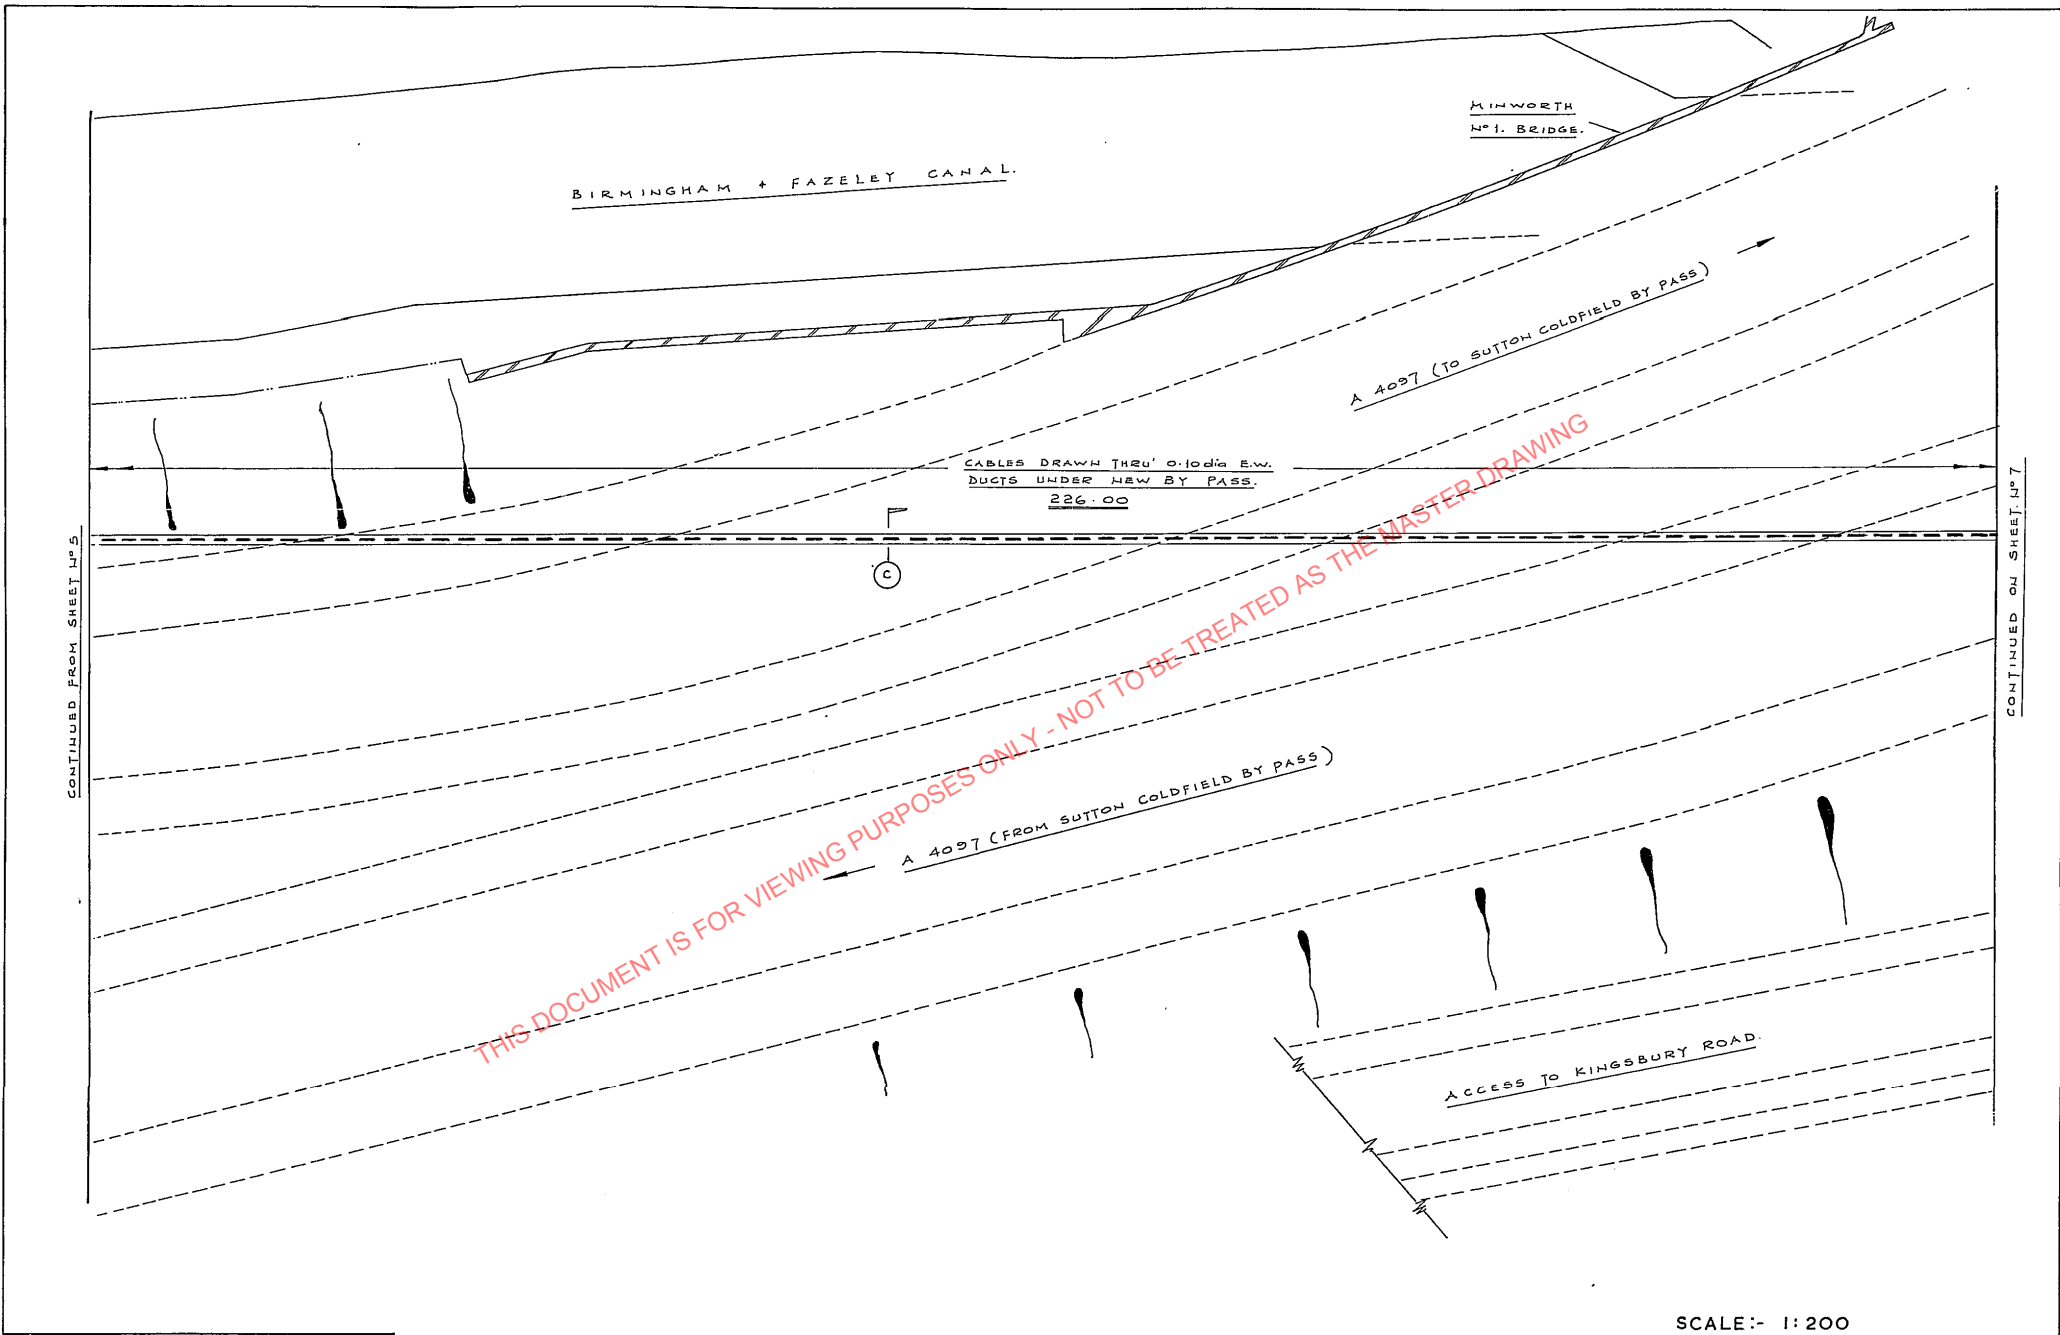 MINWORTH
Nº 1. BRIDGE.
BIRMINGHAM + FAZELEY CANAL.
A 4097 (TO SUTTON COLDFIELD BY PASS)
CABLES DRAWN THRU' 0.10 dia E.W.
DUCTS UNDER NEW BY PASS.
226.00
C
CONTINUED FROM SHEET Nº 5
CONTINUED ON SHEET. Nº 7
THIS DOCUMENT IS FOR VIEWING PURPOSES ONLY - NOT TO BE TREATED AS THE MASTER DRAWING
A 4097 (FROM SUTTON COLDFIELD BY PASS)
ACCESS TO KINGSBURY ROAD.
SCALE:- 1:200